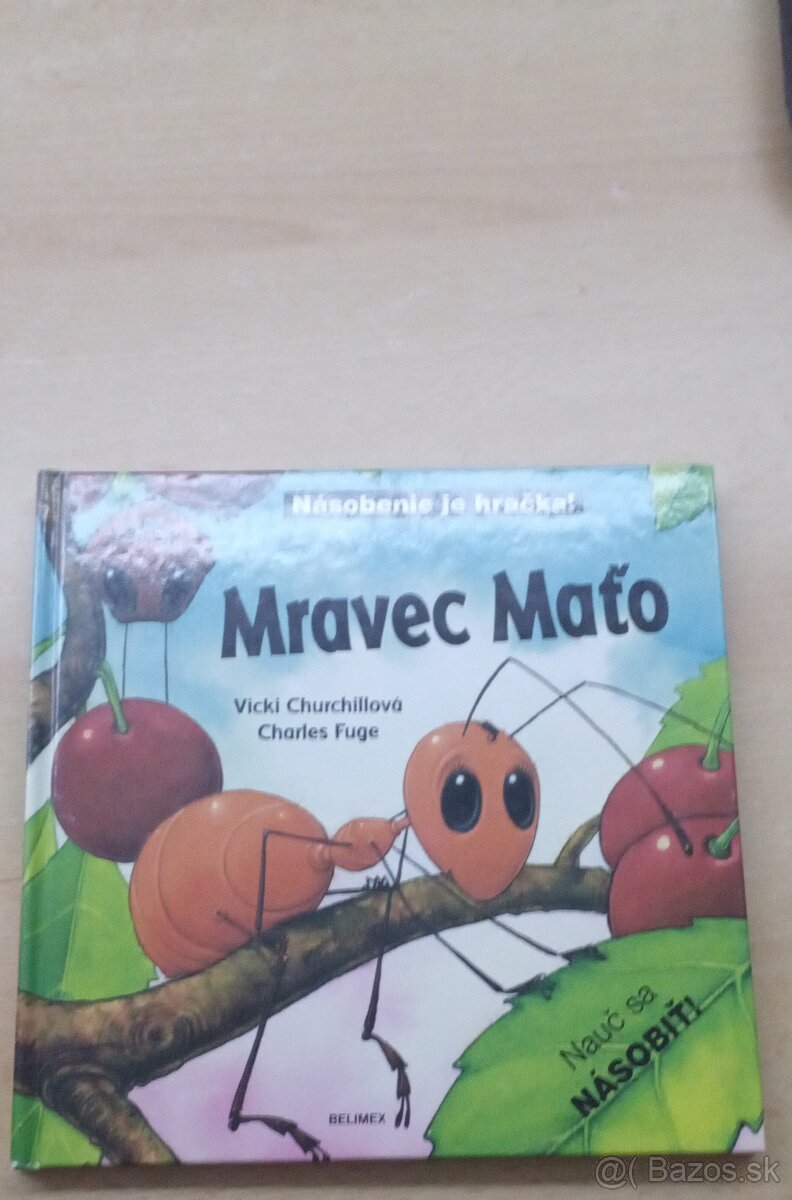 Násobenie je hračka!
Mravec Maťo
Vicki Churchillová
Charles Fuge
Nauč sa
NÁSOBIŤ!
BELIMEX
@( Bazos.sk